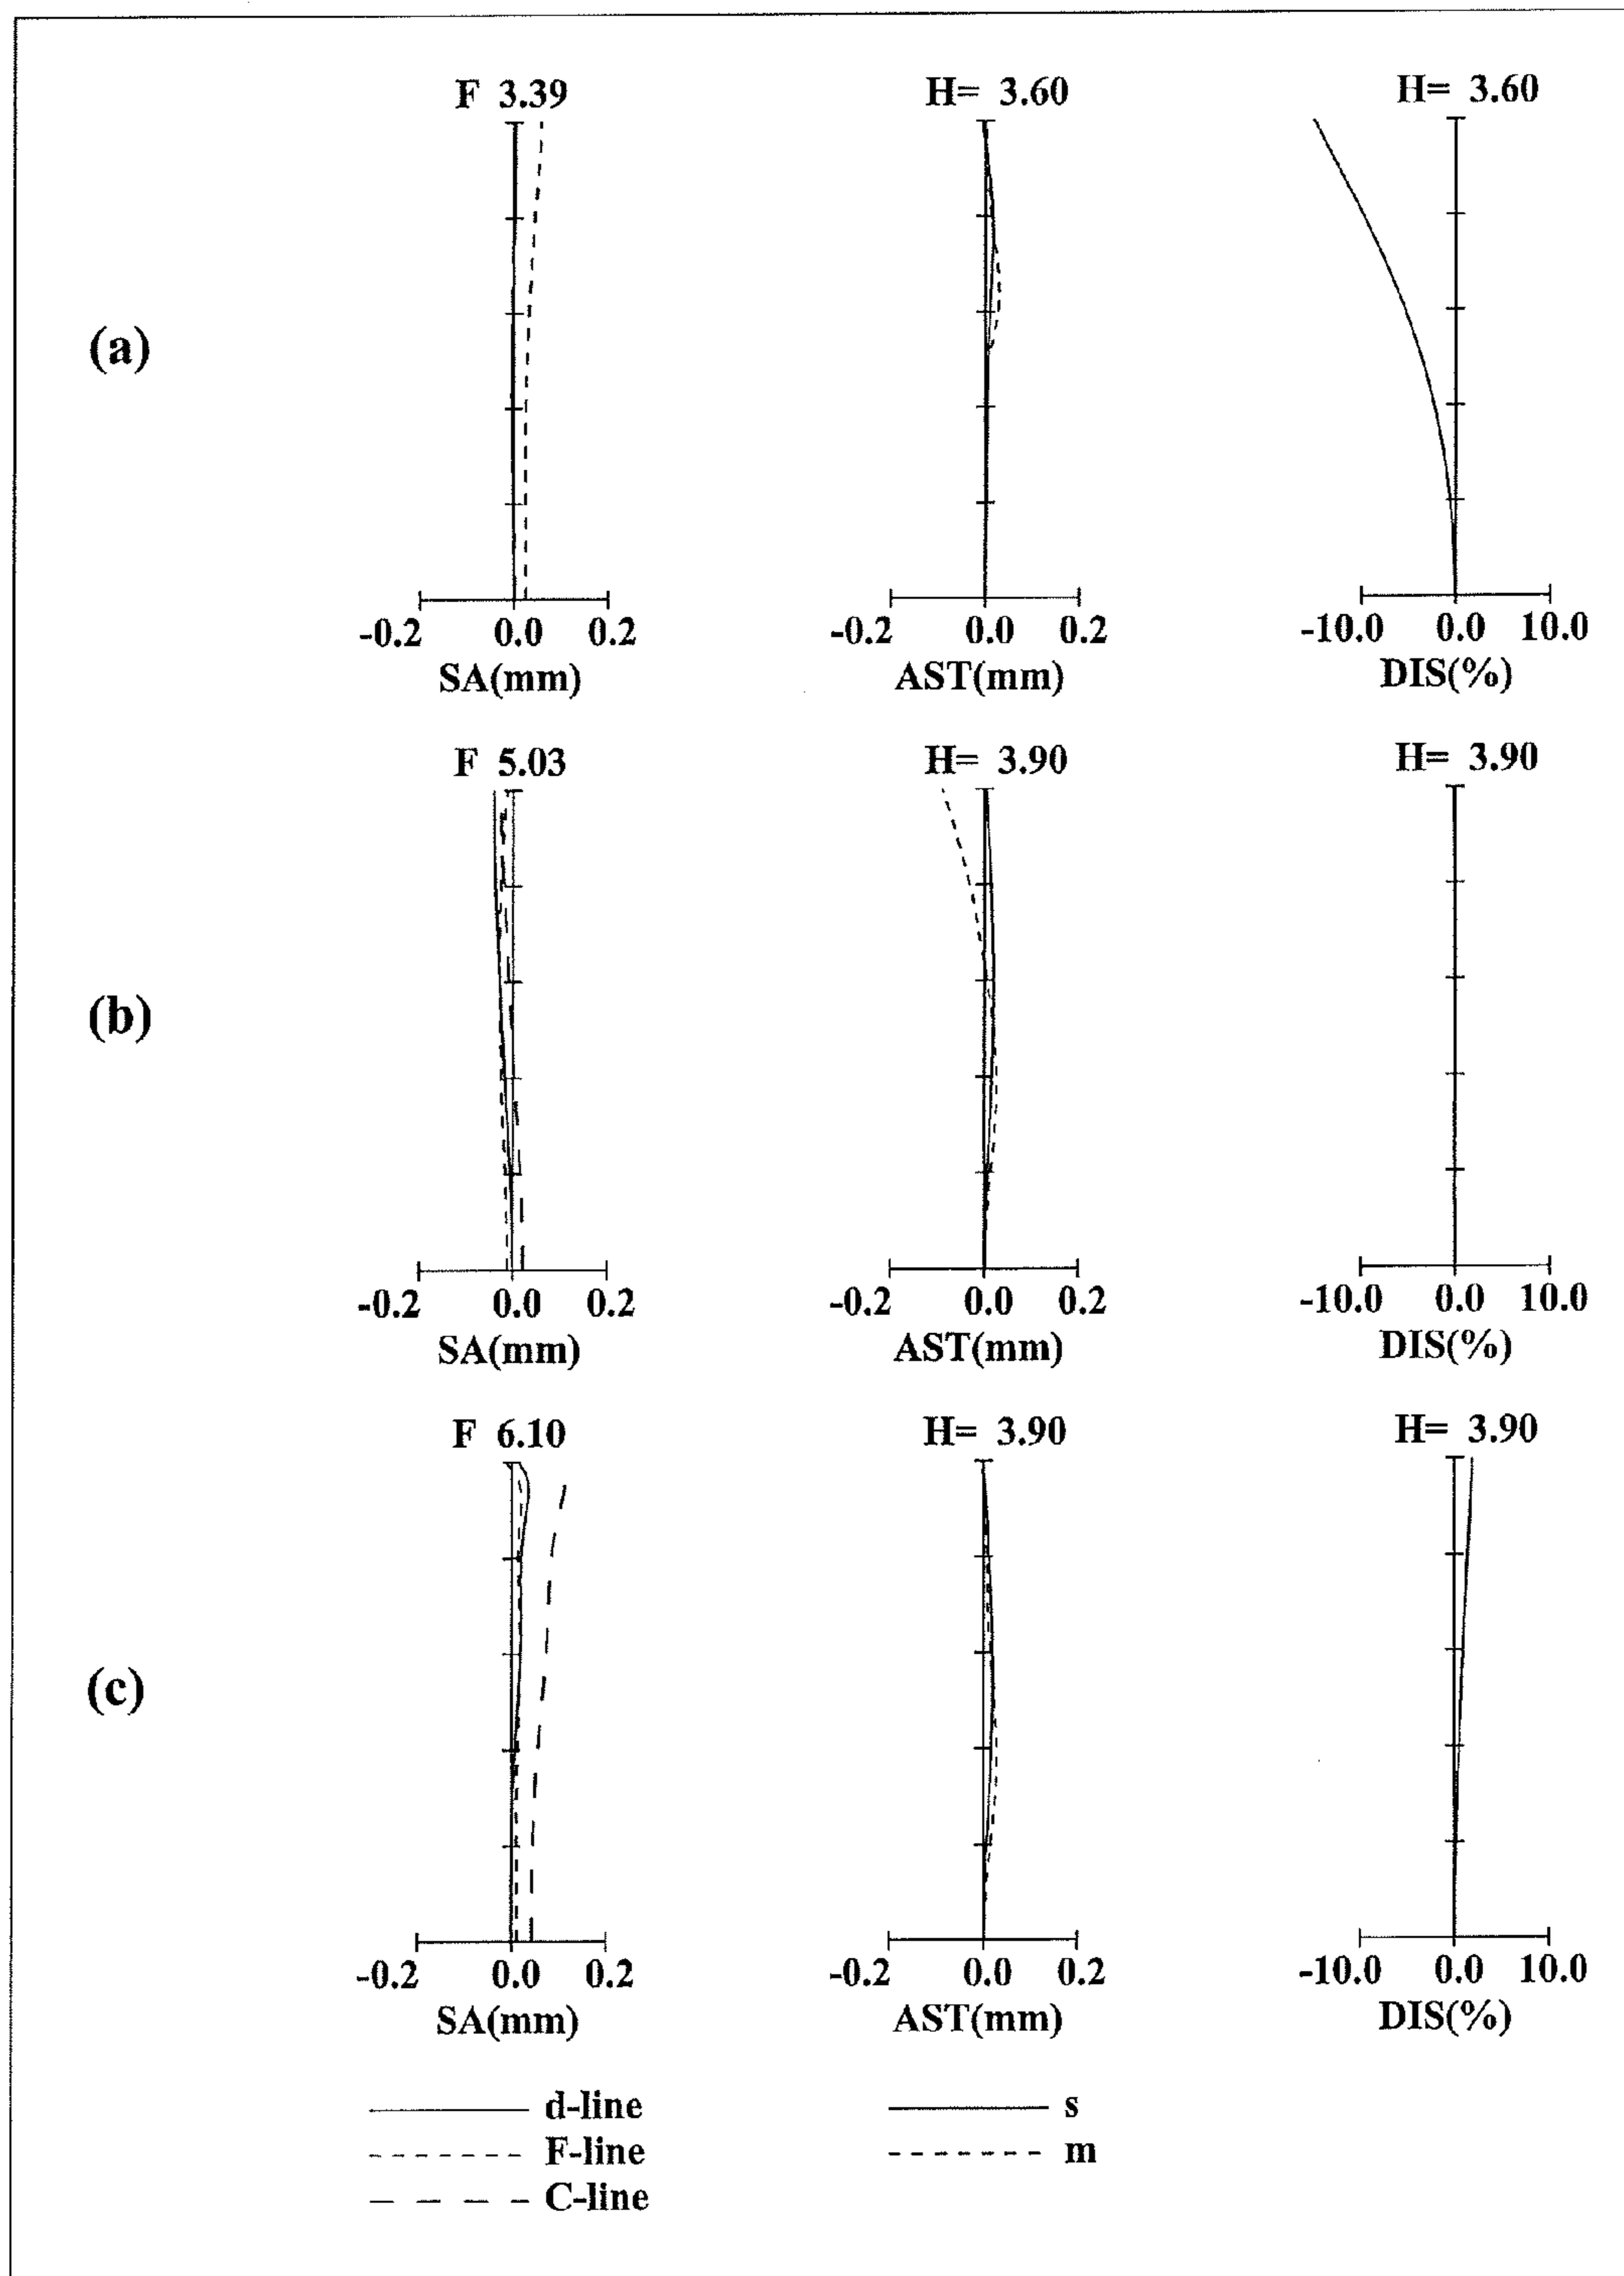 F 3.39 H= 3.60 H= 3.60
(a)
-0.2 0.0 0.2 -0.2 0.0 0.2 -10.0 0.0 10.0
SA(mm) AST(mm) DIS(%)
F 5.03 H= 3.90 H= 3.90
(b)
-0.2 0.0 0.2 -0.2 0.0 0.2 -10.0 0.0 10.0
SA(mm) AST(mm) DIS(%)
F 6.10 H= 3.90 H= 3.90
(c)
-0.2 0.0 0.2 -0.2 0.0 0.2 -10.0 0.0 10.0
SA(mm) AST(mm) DIS(%)
d-line s
F-line m
C-line